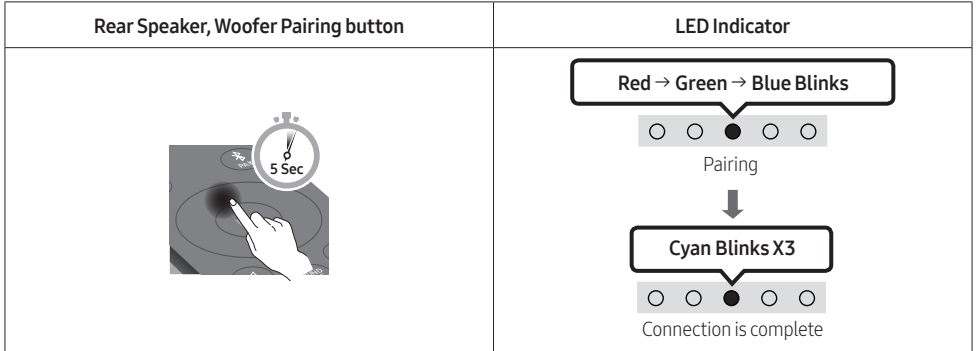 Rear Speaker, Woofer Pairing button
LED Indicator
5 Sec
Red → Green → Blue Blinks
Pairing
Cyan Blinks X3
Connection is complete